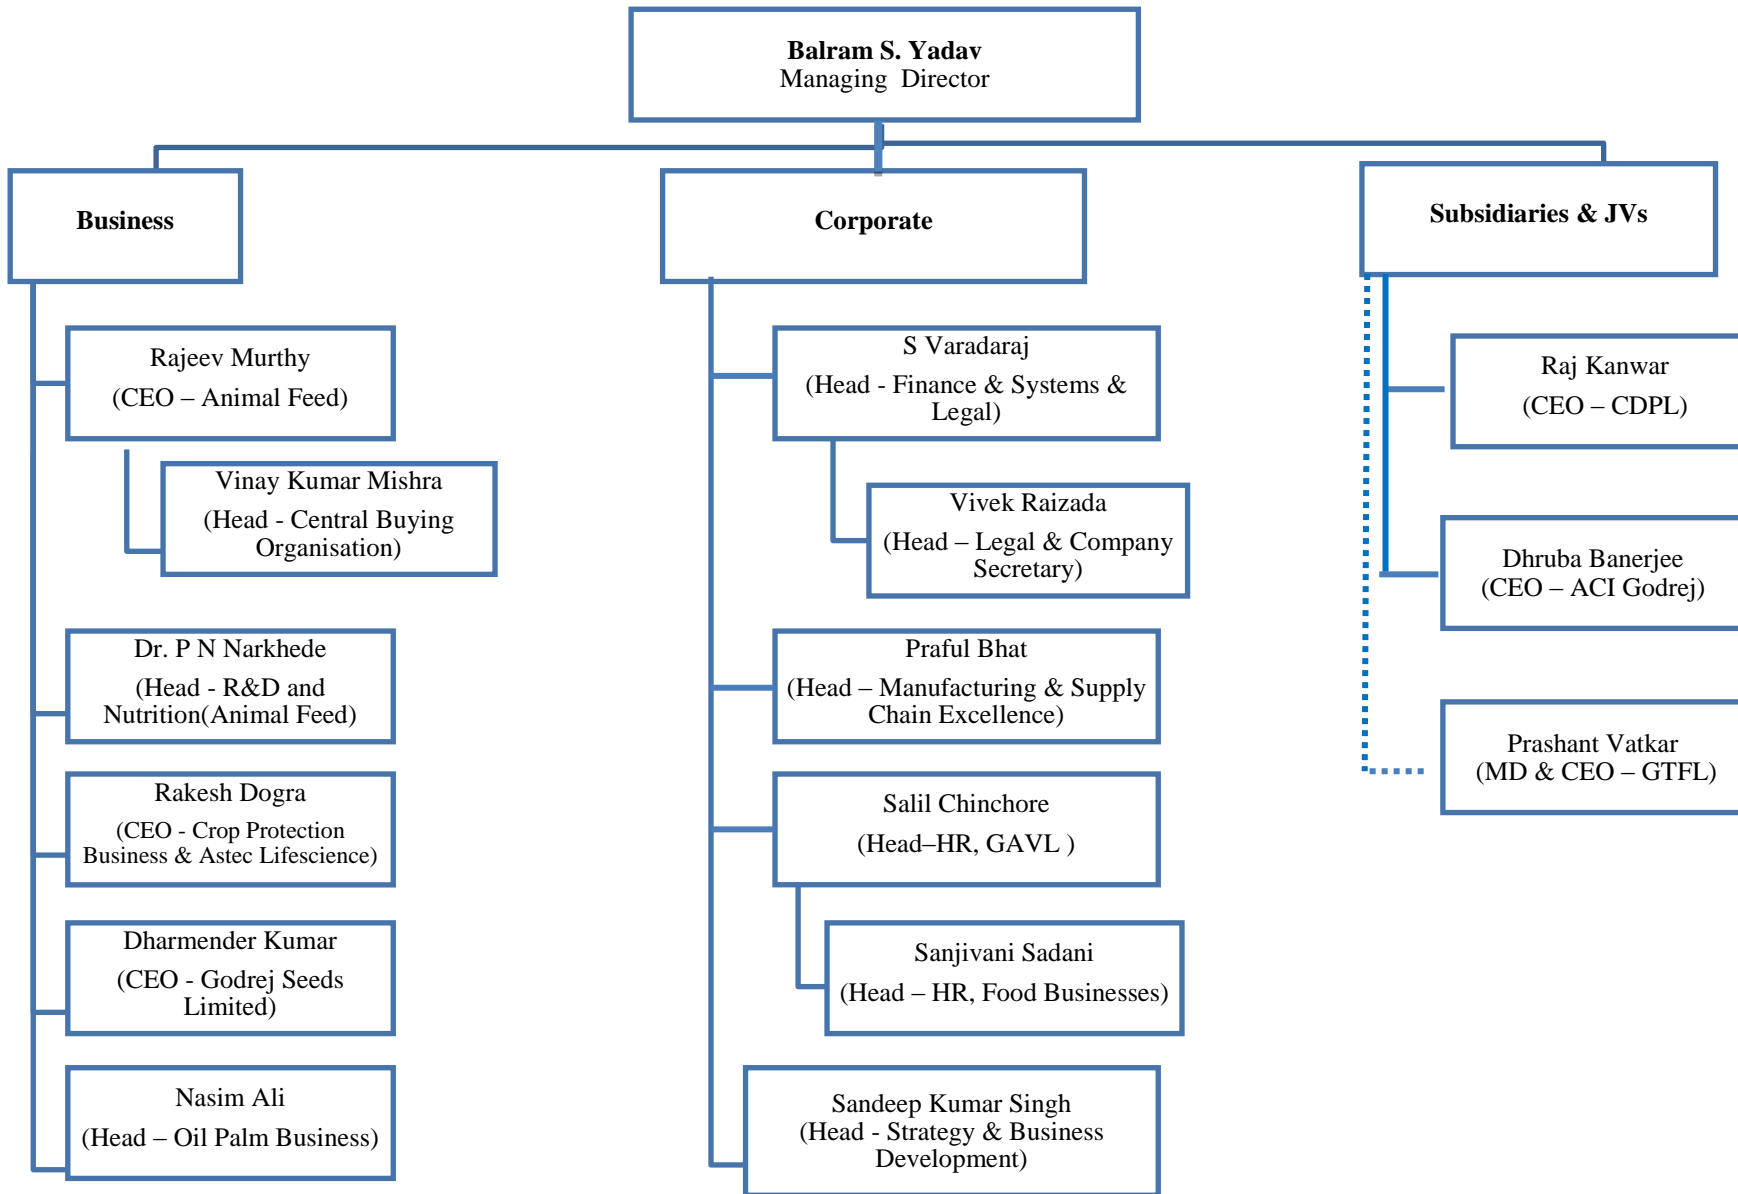 Balram S. Yadav
Managing Director
Business
Corporate
Subsidiaries & JVs
Rajeev Murthy
(CEO – Animal Feed)
Vinay Kumar Mishra
(Head - Central Buying
Organisation)
Dr. P N Narkhede
(Head - R&D and
Nutrition(Animal Feed)
Rakesh Dogra
(CEO - Crop Protection
Business & Astec Lifescience)
Dharmender Kumar
(CEO - Godrej Seeds
Limited)
Nasim Ali
(Head – Oil Palm Business)
S Varadaraj
(Head - Finance & Systems &
Legal)
Vivek Raizada
(Head – Legal & Company
Secretary)
Praful Bhat
(Head – Manufacturing & Supply
Chain Excellence)
Salil Chinchore
(Head–HR, GAVL )
Sanjivani Sadani
(Head – HR, Food Businesses)
Sandeep Kumar Singh
(Head - Strategy & Business
Development)
Raj Kanwar
(CEO – CDPL)
Dhruba Banerjee
(CEO – ACI Godrej)
Prashant Vatkar
(MD & CEO – GTFL)